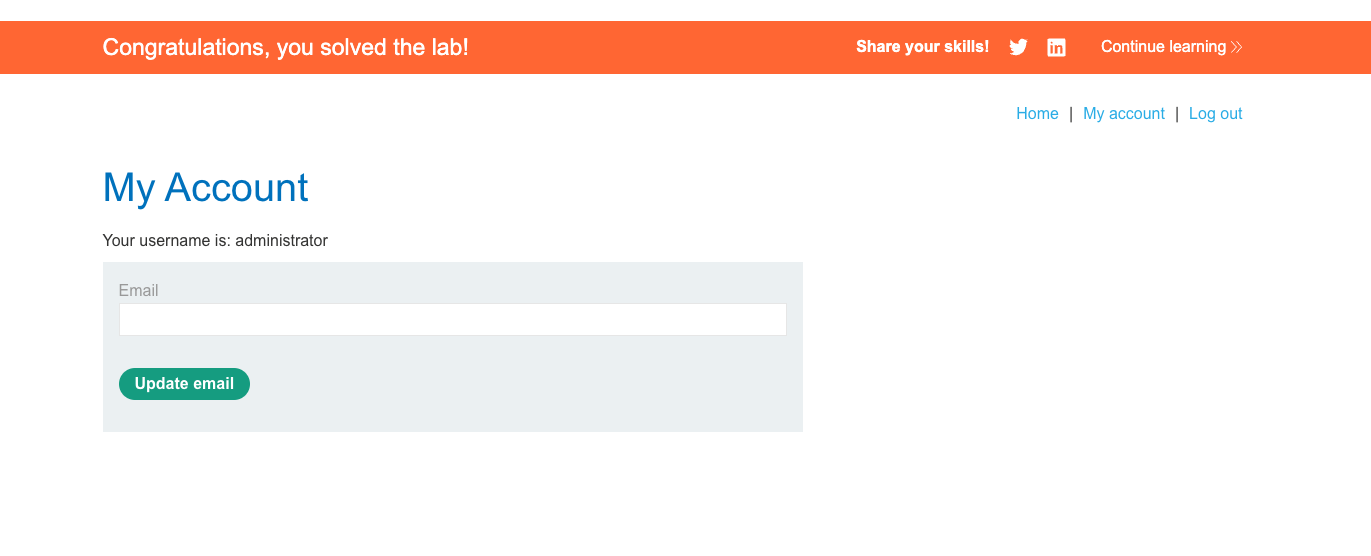 Congratulations, you solved the lab!
Share your skills! Continue learning
Home | My account | Log out
My Account
Your username is: administrator
Email
Update email